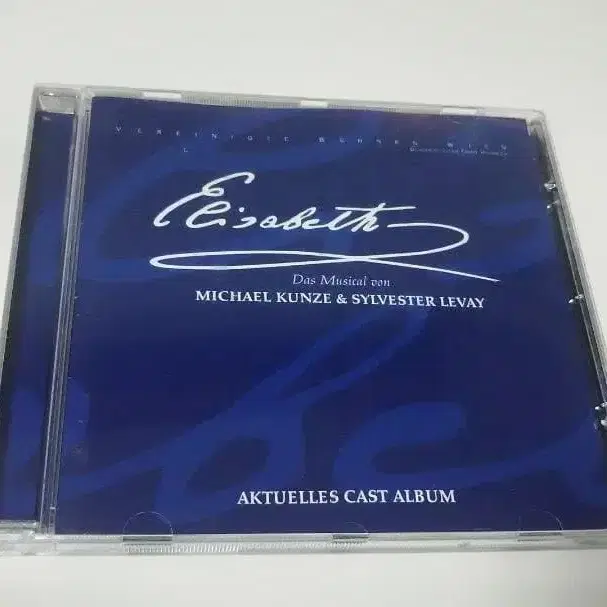 VEREINIGTE BÜHNEN WIEN
Elisabeth
Das Musical von
MICHAEL KUNZE & SYLVESTER LEVAY
AKTUELLES CAST ALBUM